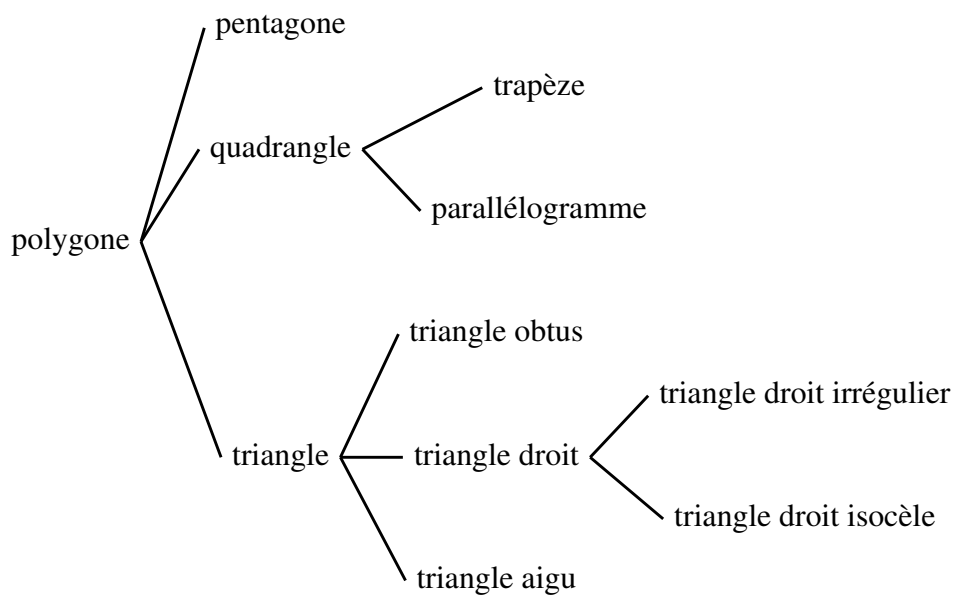 pentagone
trapèze
quadrangle
parallélogramme
polygone
triangle obtus
triangle droit irrégulier
triangle
triangle droit
triangle droit isocèle
triangle aigu